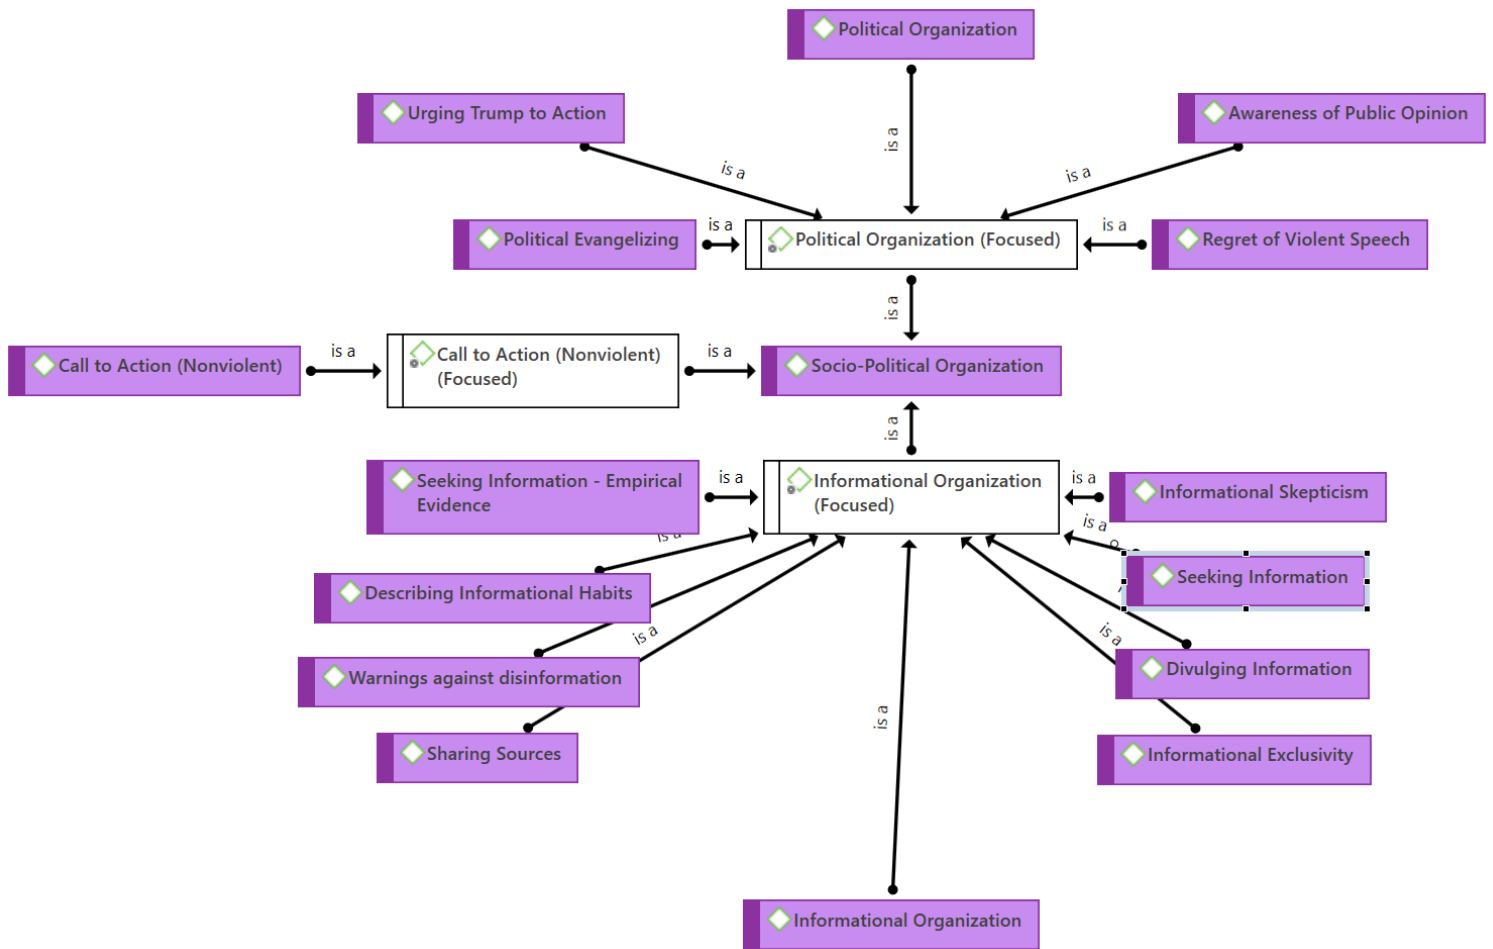 Political Organization
Urging Trump to Action
Awareness of Public Opinion
is a
is a
is a
Political Evangelizing
is a
Political Organization (Focused)
is a
Regret of Violent Speech
is a
Call to Action (Nonviolent)
is a
Call to Action (Nonviolent)
(Focused)
is a
Socio-Political Organization
is a
Seeking Information - Empirical
Evidence
is a
Informational Organization
(Focused)
is a
Informational Skepticism
is a
is a
Seeking Information
Describing Informational Habits
is a
is a
Warnings against disinformation
Divulging Information
is a
Sharing Sources
Informational Exclusivity
Informational Organization